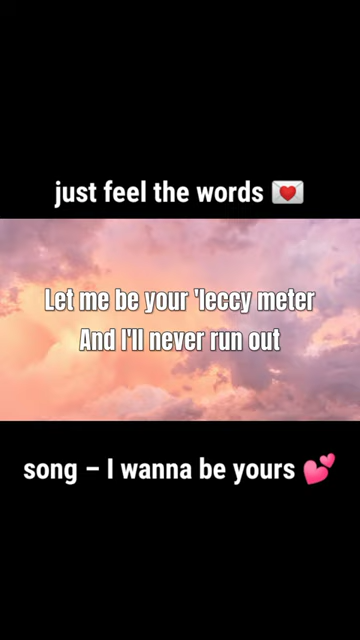 just feel the words 💌
Let me be your 'leccy meter
And I'll never run out
song – I wanna be yours 💕